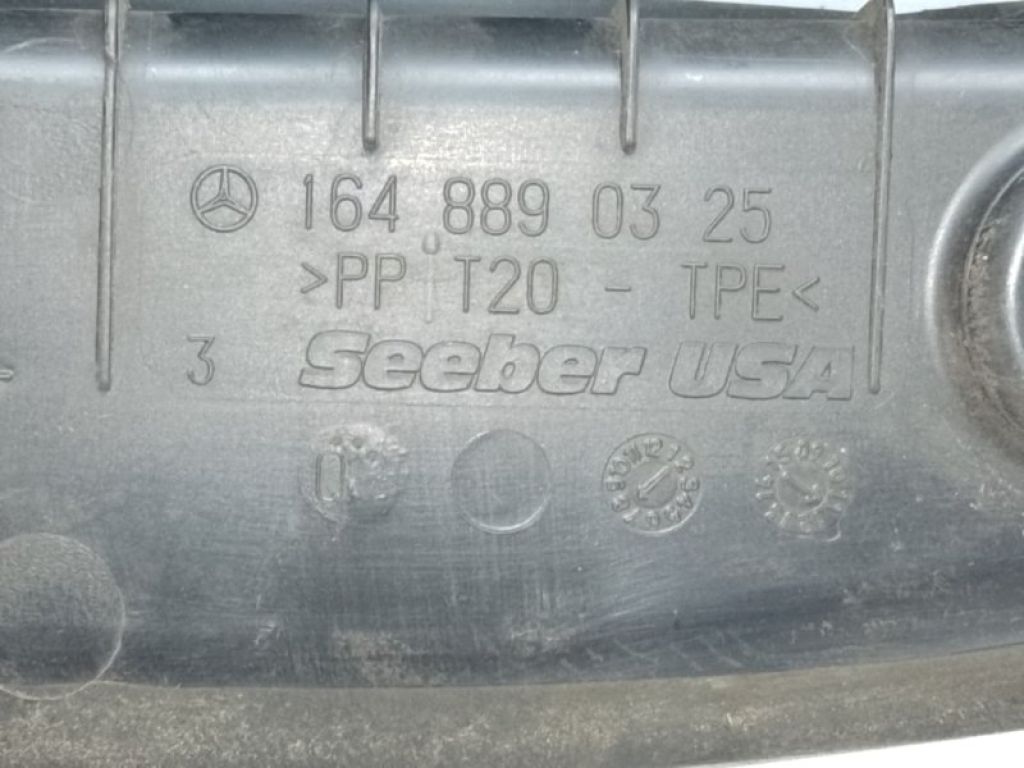 164 889 03 25
>PP T20 - TPE<
3 Seeber USA